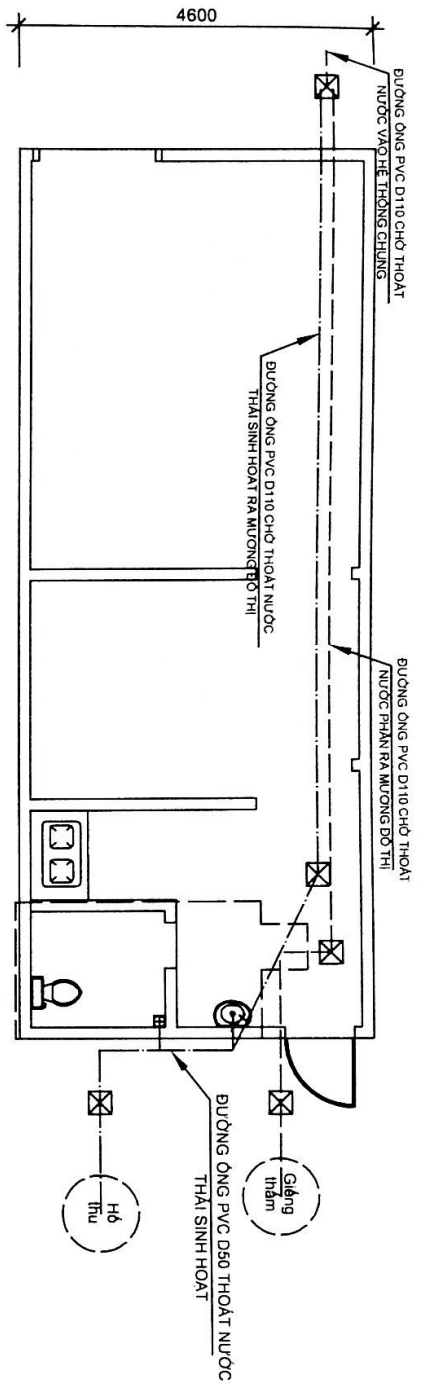 4600
ĐƯỜNG ỐNG PVC D110 CHỜ THOÁT
NƯỚC VÀO HỆ THỐNG CHUNG
ĐƯỜNG ỐNG PVC D110 CHỜ THOÁT NƯỚC
THẢI SINH HOẠT RA MƯƠNG ĐÔ THỊ
ĐƯỜNG ỐNG PVC D110 CHỜ THOÁT
NƯỚC PHÂN RA MƯƠNG ĐÔ THỊ
ĐƯỜNG ỐNG PVC D50 THOÁT NƯỚC
THẢI SINH HOẠT
Giếng
thấm
Hố
thu